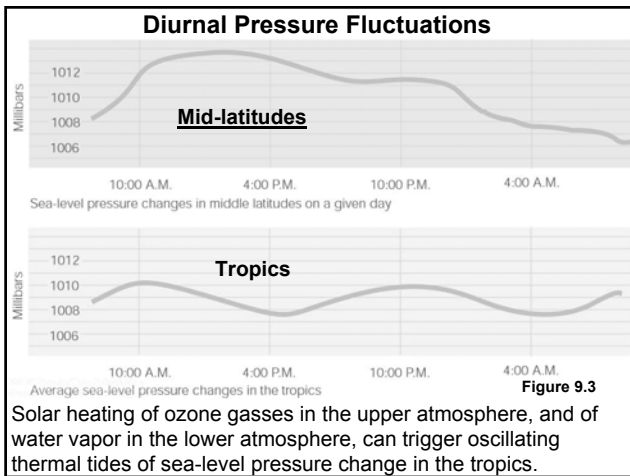 Diurnal Pressure Fluctuations
Millibars
1012
1010
1008
1006
Mid-latitudes
10:00 A.M. 4:00 P.M. 10:00 P.M. 4:00 A.M.
Sea-level pressure changes in middle latitudes on a given day
Millibars
1012
1010
1008
1006
Tropics
10:00 A.M. 4:00 P.M. 10:00 P.M. 4:00 A.M.
Average sea-level pressure changes in the tropics
Figure 9.3
Solar heating of ozone gasses in the upper atmosphere, and of
water vapor in the lower atmosphere, can trigger oscillating
thermal tides of sea-level pressure change in the tropics.